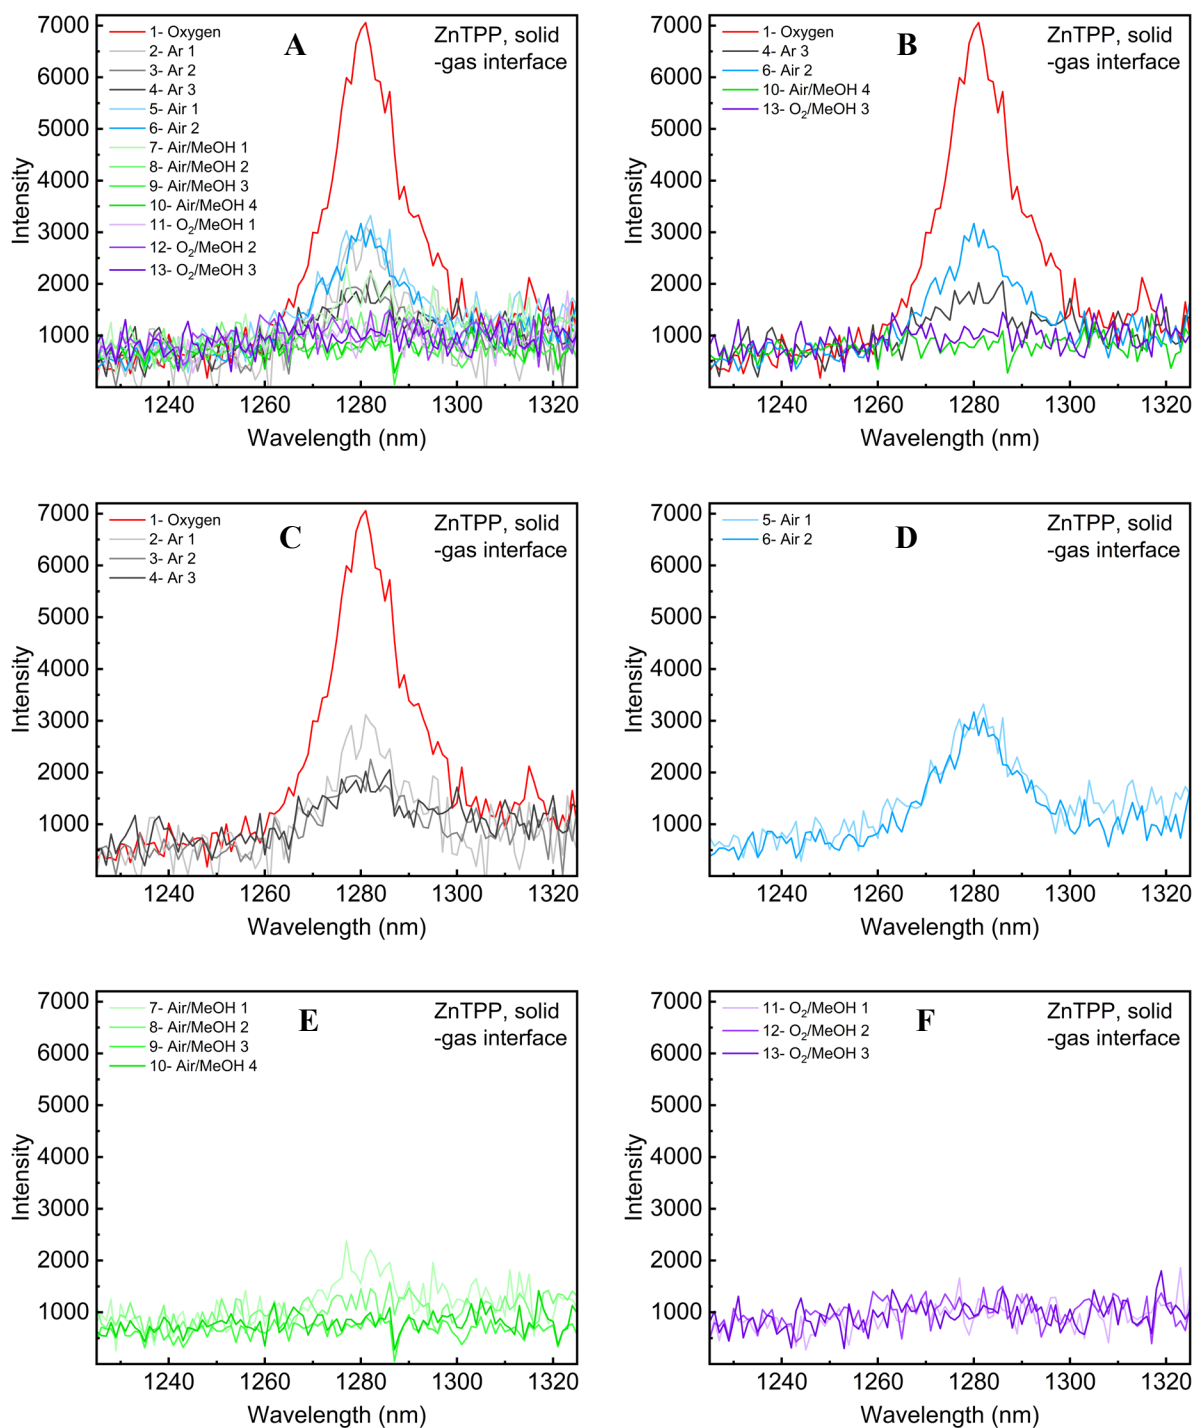 A
ZnTPP, solid
-gas interface
1- Oxygen
2- Ar 1
3- Ar 2
4- Ar 3
5- Air 1
6- Air 2
7- Air/MeOH 1
8- Air/MeOH 2
9- Air/MeOH 3
10- Air/MeOH 4
11- O₂/MeOH 1
12- O₂/MeOH 2
13- O₂/MeOH 3
7000
6000
5000
4000
3000
2000
1000
Intensity
1240 1260 1280 1300 1320
Wavelength (nm)
B
ZnTPP, solid
-gas interface
1- Oxygen
4- Ar 3
6- Air 2
10- Air/MeOH 4
13- O₂/MeOH 3
7000
6000
5000
4000
3000
2000
1000
Intensity
1240 1260 1280 1300 1320
Wavelength (nm)
C
ZnTPP, solid
-gas interface
1- Oxygen
2- Ar 1
3- Ar 2
4- Ar 3
7000
6000
5000
4000
3000
2000
1000
Intensity
1240 1260 1280 1300 1320
Wavelength (nm)
D
ZnTPP, solid
-gas interface
5- Air 1
6- Air 2
7000
6000
5000
4000
3000
2000
1000
Intensity
1240 1260 1280 1300 1320
Wavelength (nm)
E
ZnTPP, solid
-gas interface
7- Air/MeOH 1
8- Air/MeOH 2
9- Air/MeOH 3
10- Air/MeOH 4
7000
6000
5000
4000
3000
2000
1000
Intensity
1240 1260 1280 1300 1320
Wavelength (nm)
F
ZnTPP, solid
-gas interface
11- O₂/MeOH 1
12- O₂/MeOH 2
13- O₂/MeOH 3
7000
6000
5000
4000
3000
2000
1000
Intensity
1240 1260 1280 1300 1320
Wavelength (nm)